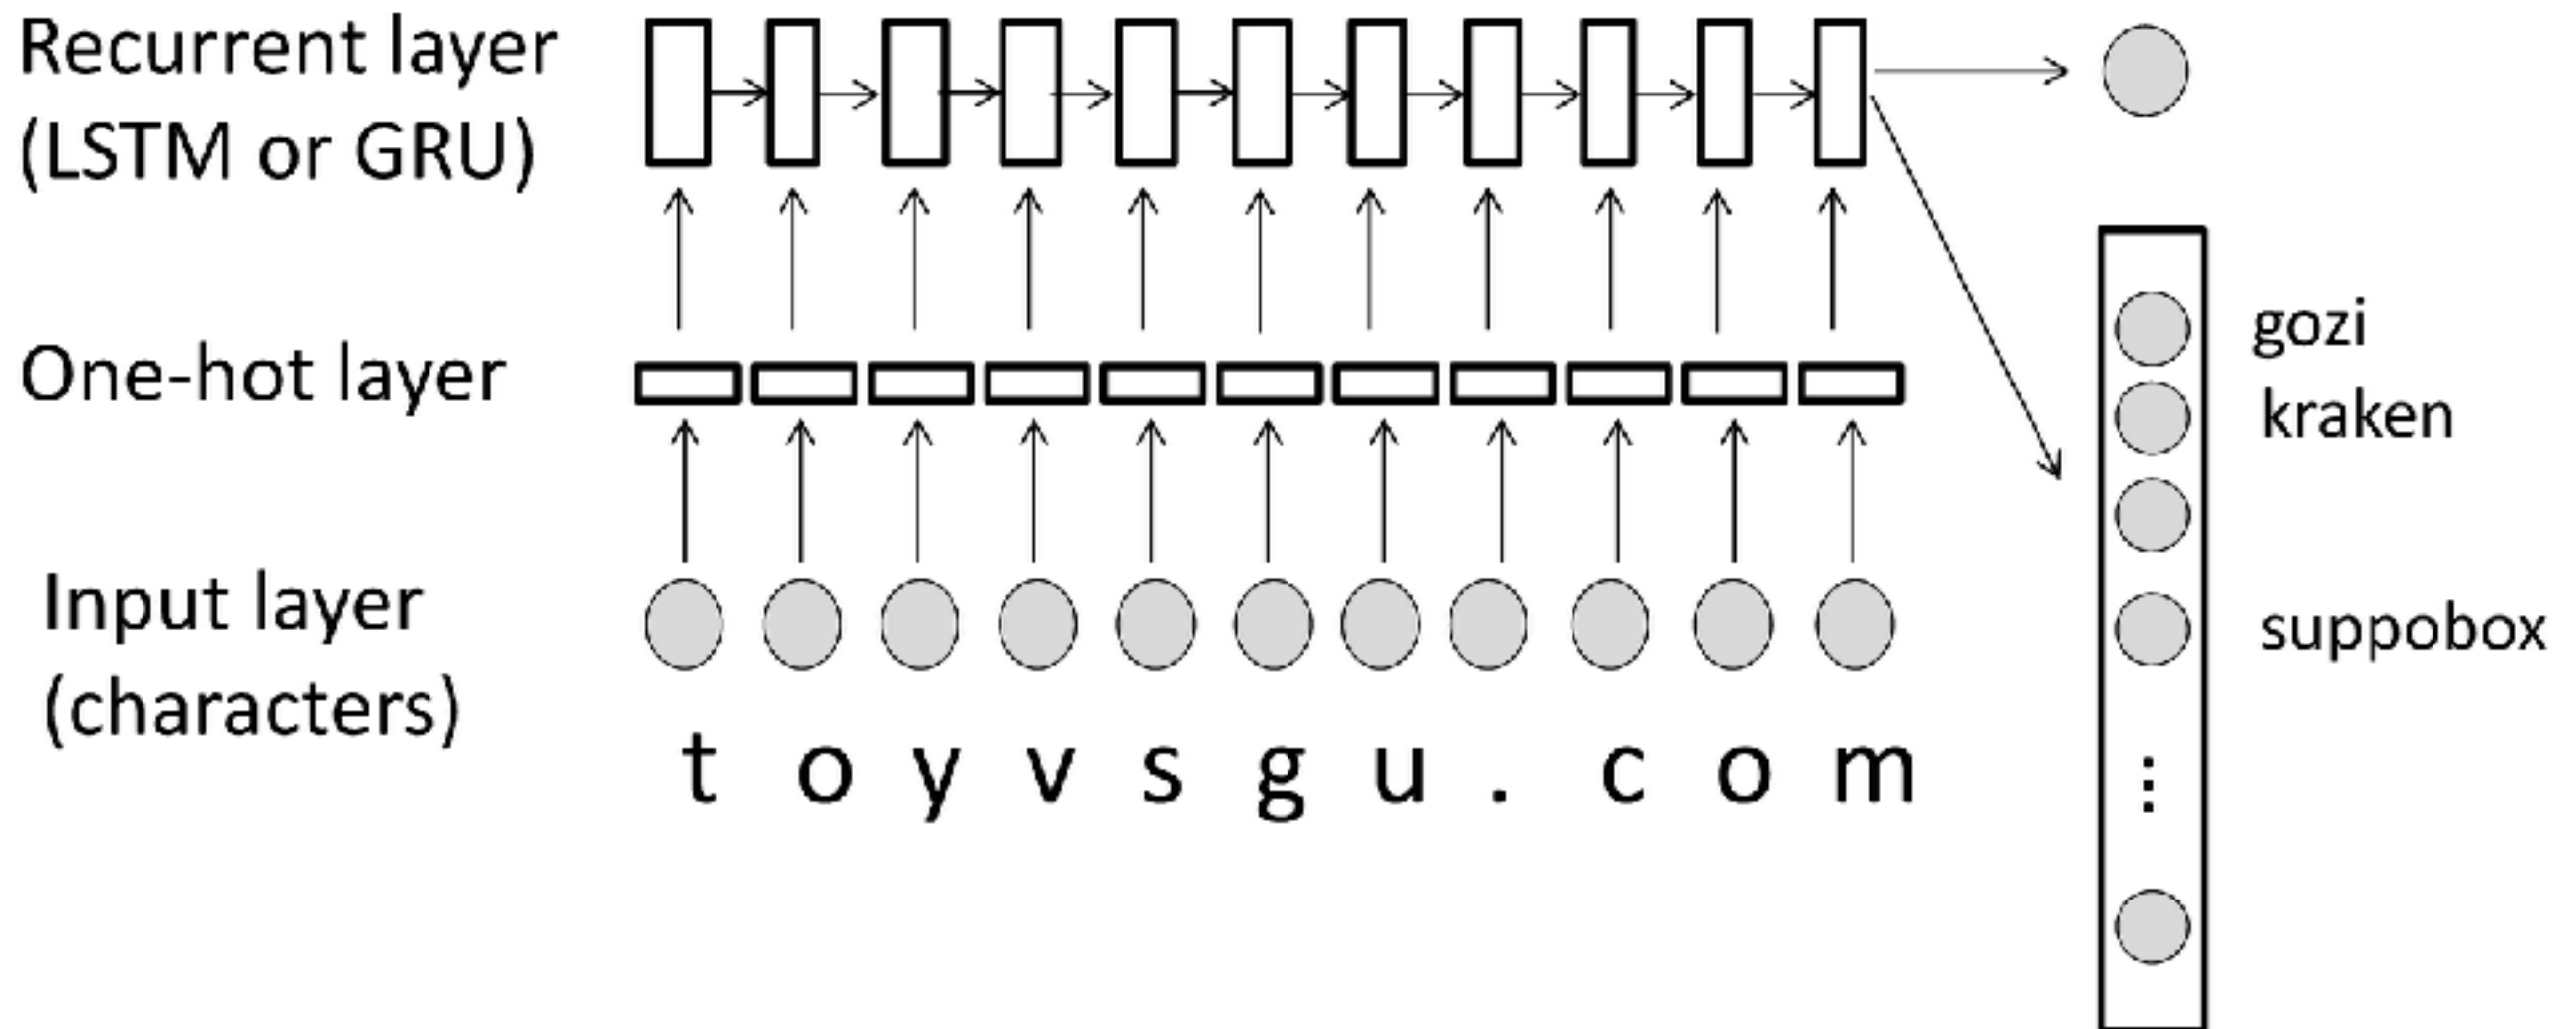 Recurrent layer
(LSTM or GRU)
One-hot layer
Input layer
(characters)
t o y v s g u . c o m
gozi
kraken
suppobox
⋮